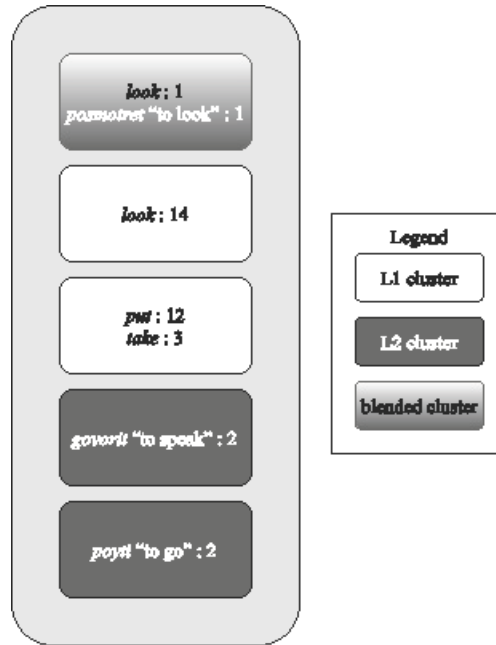 look : 1
posmotret “to look” : 1
look : 14
put : 12
take : 3
govorit “to speak” : 2
poyti “to go” : 2
Legend
L1 cluster
L2 cluster
blended cluster